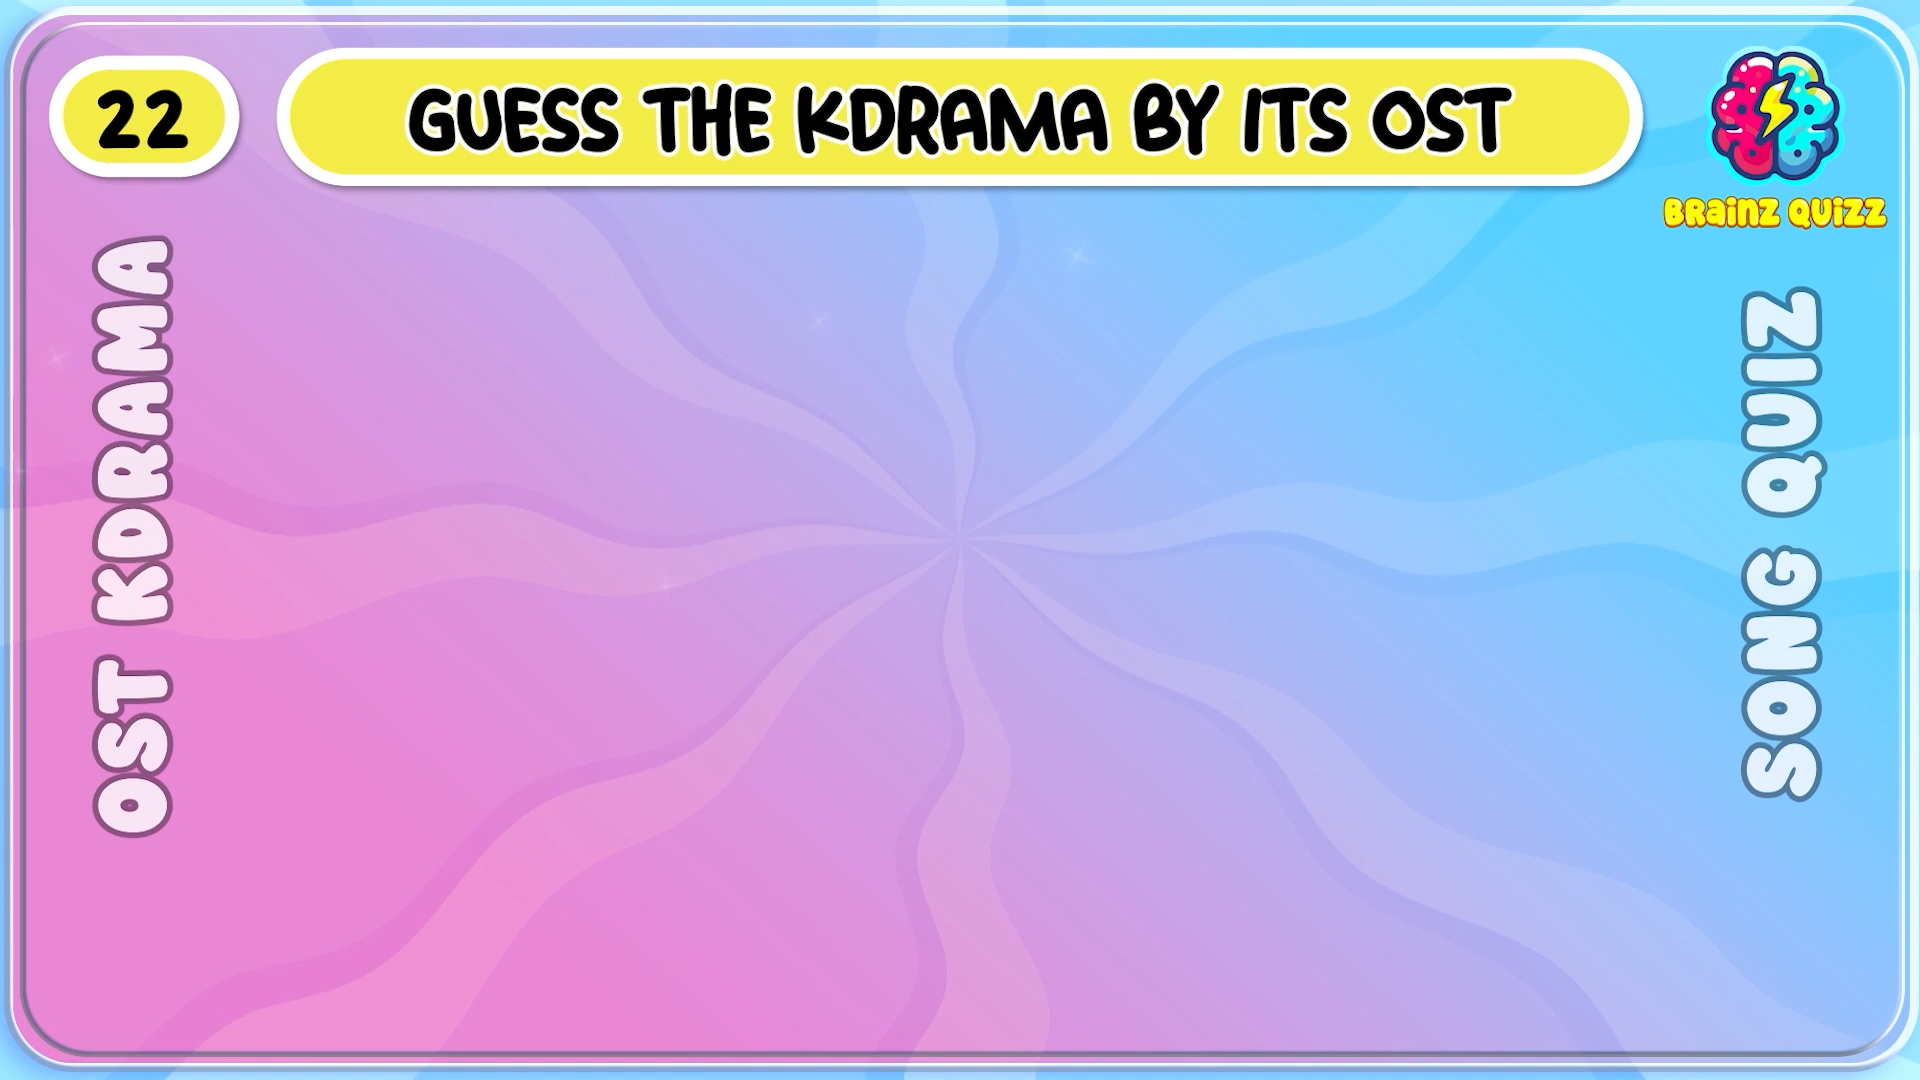 22
GUESS THE KDRAMA BY ITS OST
BRAINZ QUIZZ
OST KDRAMA
SONG QUIZ